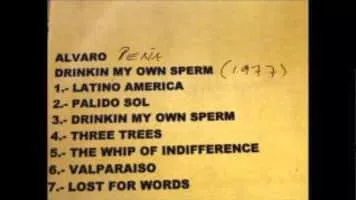 ALVARO PEÑA
DRINKIN MY OWN SPERM (1977)
1.- LATINO AMERICA
2.- PALIDO SOL
3.- DRINKIN MY OWN SPERM
4.- THREE TREES
5.- THE WHIP OF INDIFFERENCE
6.- VALPARAISO
7.- LOST FOR WORDS